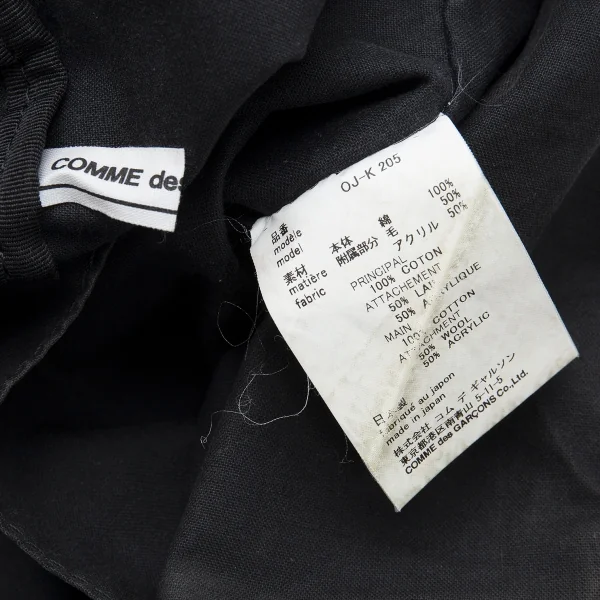 COMME des
品番
modèle
model
OJ-K 205
素材
matière
fabric
本体 綿 100%
附属部分 毛 50%
アクリル 50%
PRINCIPAL
100% COTON
ATTACHEMENT
50% LAINE
50% ACRYLIQUE
MAIN
100% COTTON
ATTACHMENT
50% WOOL
50% ACRYLIC
日本製
fabriqué au japon
made in japan
株式会社 コム デ ギャルソン
東京都港区南青山 5-11-5
COMME des GARCONS Co.,Ltd.